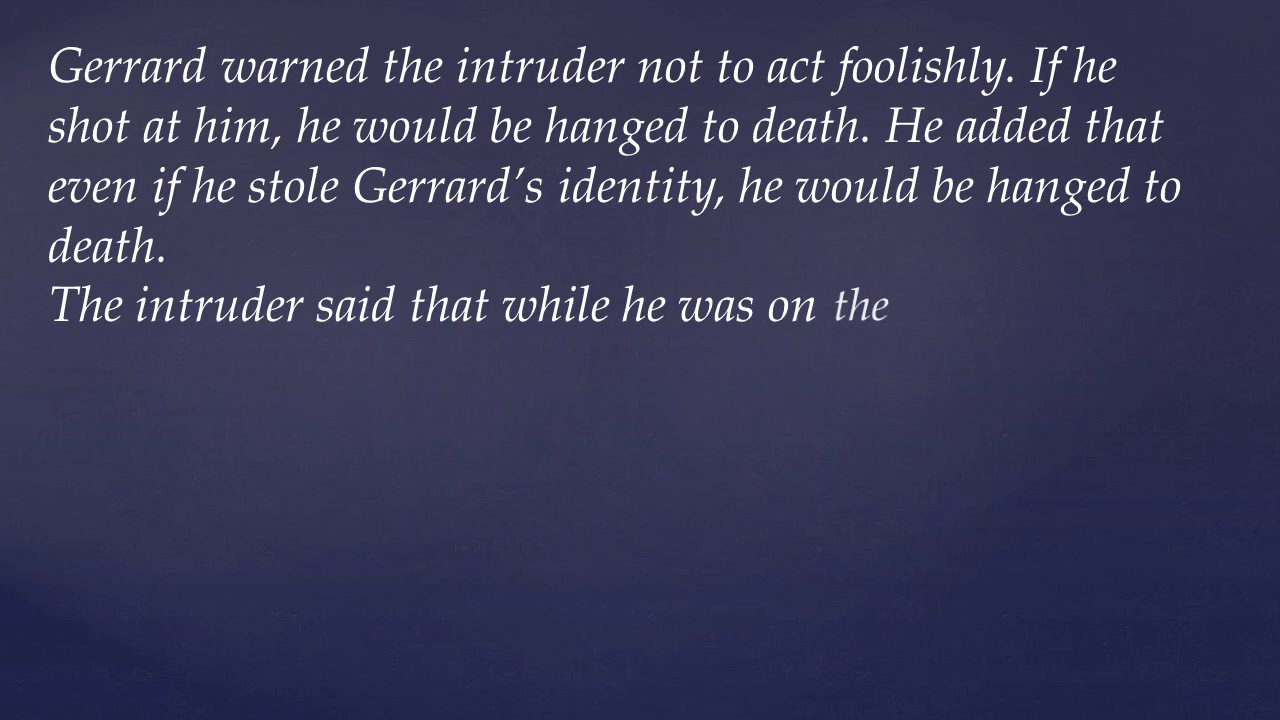 Gerrard warned the intruder not to act foolishly. If he
shot at him, he would be hanged to death. He added that
even if he stole Gerrard’s identity, he would be hanged to
death.
The intruder said that while he was on the